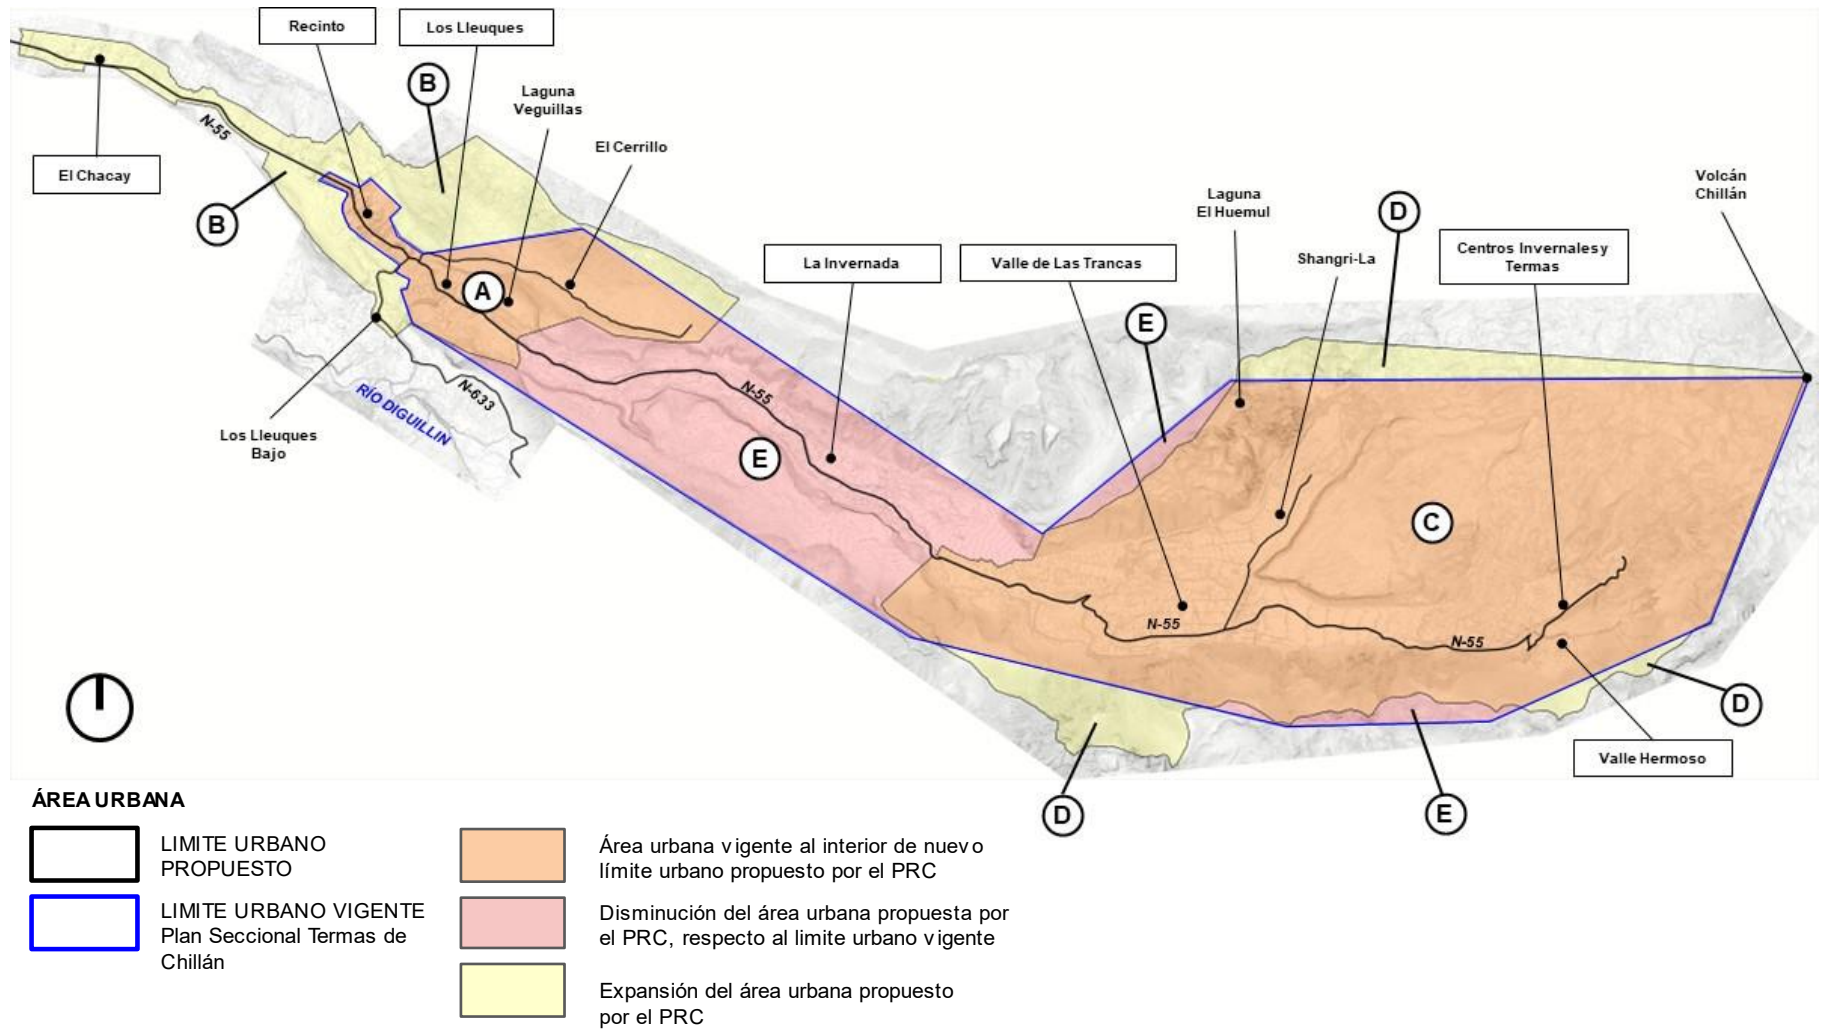 Recinto
Los Lleuques
B
Laguna
Veguillas
El Cerrillo
N-55
El Chacay
B
A
La Invernada
Valle de Las Trancas
Laguna
El Huemul
D
Shangri-La
Centros Invernales y
Termas
Volcán
Chillán
E
N-55
N-633
RÍO DIGUILLIN
Los Lleuques
Bajo
E
C
N-55
N-55
D
E
D
Valle Hermoso
ÁREA URBANA
LIMITE URBANO
PROPUESTO
LIMITE URBANO VIGENTE
Plan Seccional Termas de
Chillán
Área urbana vigente al interior de nuevo
límite urbano propuesto por el PRC
Disminución del área urbana propuesta por
el PRC, respecto al limite urbano vigente
Expansión del área urbana propuesto
por el PRC